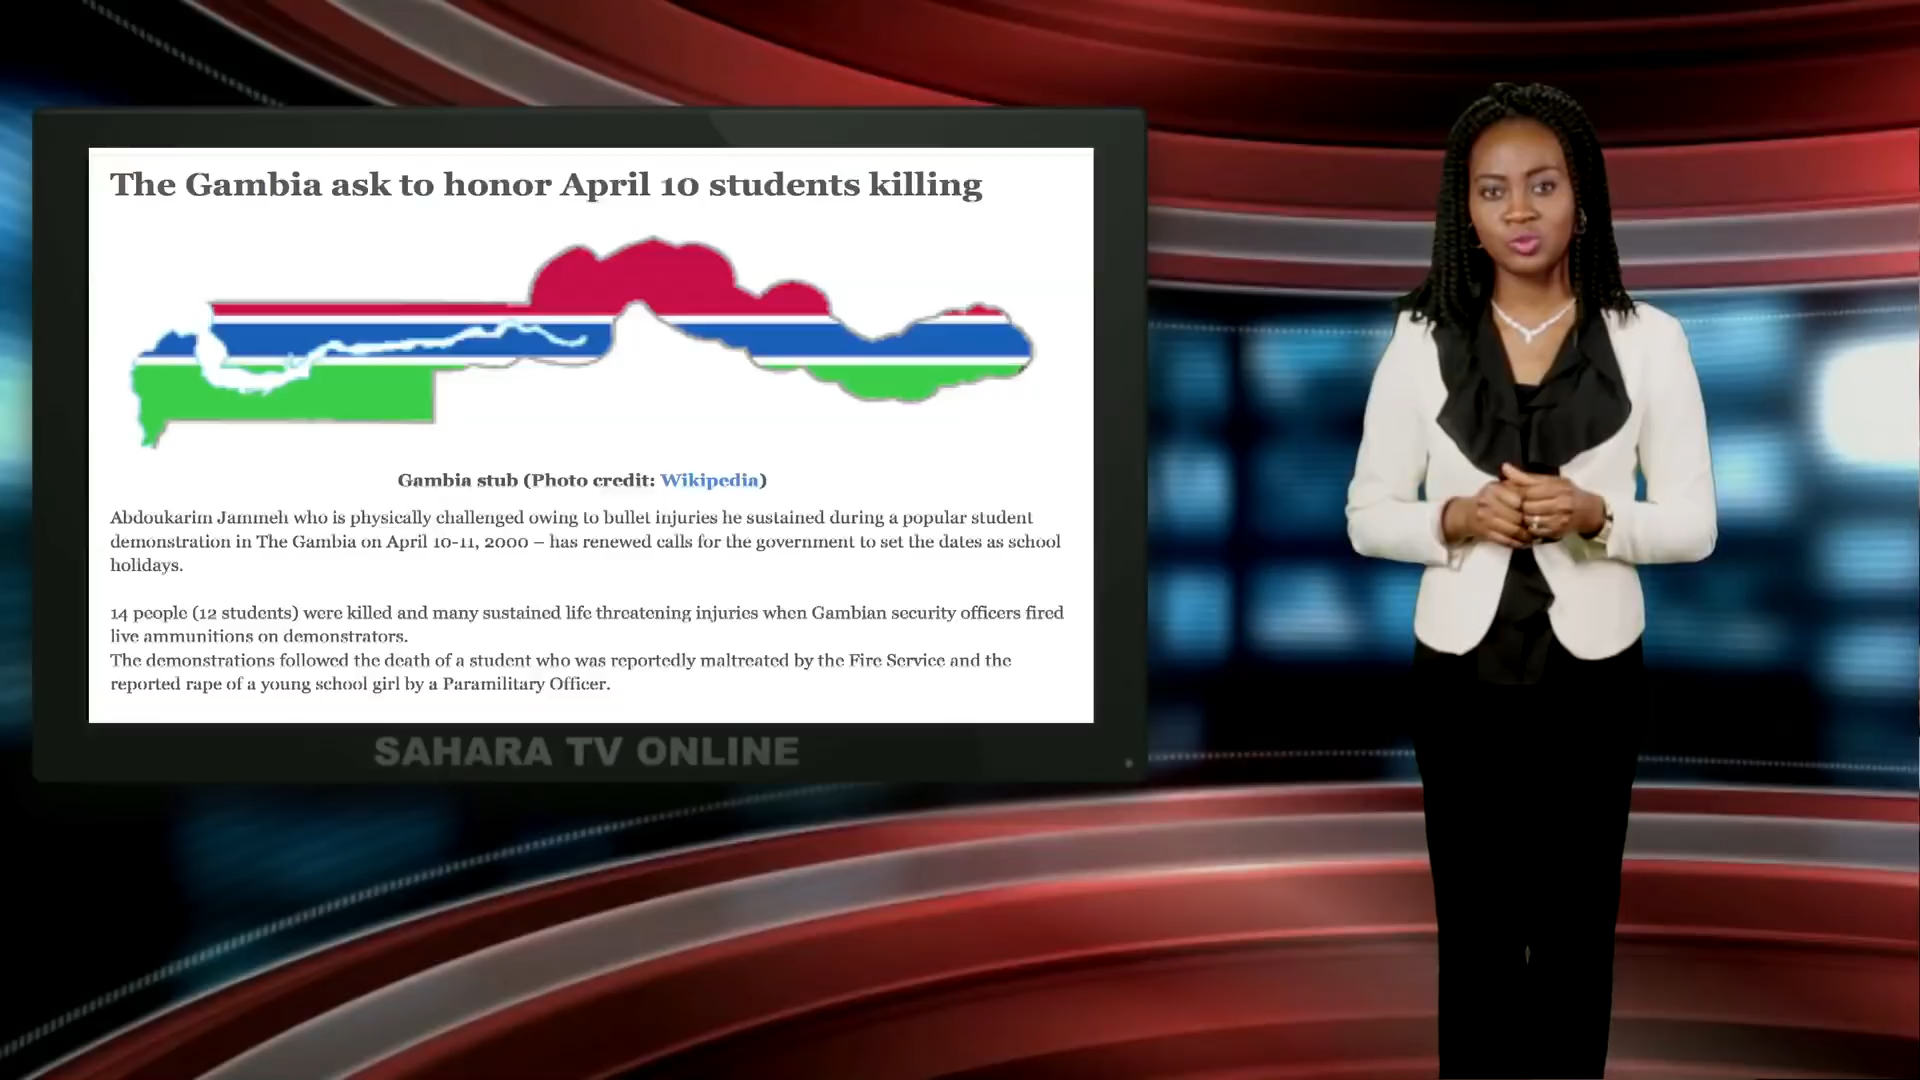 The Gambia ask to honor April 10 students killing
Gambia stub (Photo credit: Wikipedia)
Abdoukarim Jammeh who is physically challenged owing to bullet injuries he sustained during a popular student
demonstration in The Gambia on April 10-11, 2000 – has renewed calls for the government to set the dates as school
holidays.
14 people (12 students) were killed and many sustained life threatening injuries when Gambian security officers fired
live ammunitions on demonstrators.
The demonstrations followed the death of a student who was reportedly maltreated by the Fire Service and the
reported rape of a young school girl by a Paramilitary Officer.
SAHARA TV ONLINE